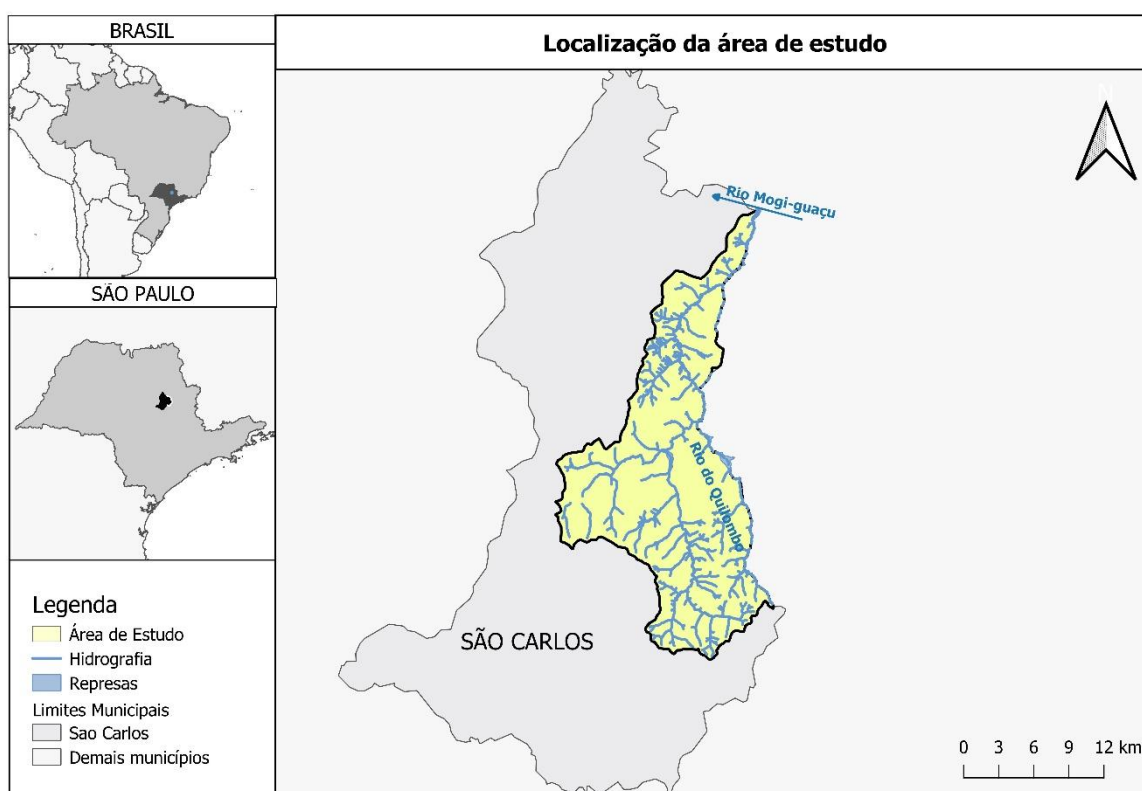 BRASIL
Localização da área de estudo
N
Rio Mogi-guaçu
SÃO PAULO
Rio do Quilombo
SÃO CARLOS
Legenda
Área de Estudo
Hidrografia
Represas
Limites Municipais
Sao Carlos
Demais municípios
0 3 6 9 12 km